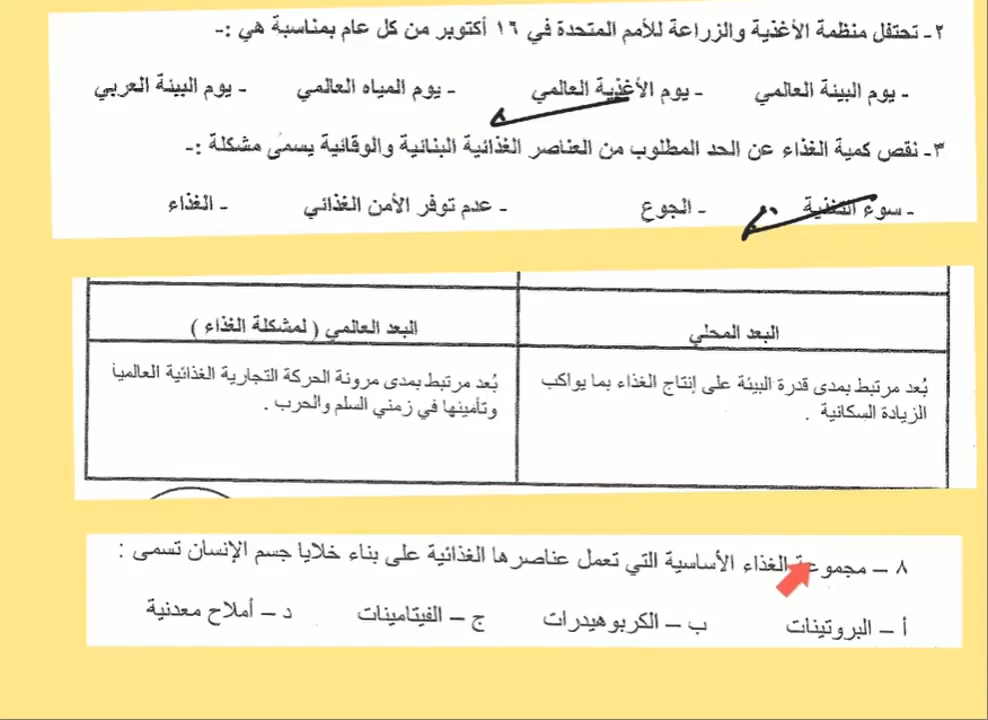 ٢- تحتفل منظمة الأغذية والزراعة للأمم المتحدة في ١٦ أكتوبر من كل عام بمناسبة هي :-
- يوم البيئة العالمي - يوم الأغذية العالمي - يوم المياه العالمي - يوم البيئة العربي
٣- نقص كمية الغذاء عن الحد المطلوب من العناصر الغذائية البنائية والوقائية يسمى مشكلة :-
- سوء التغذية - الجوع - عدم توفر الأمن الغذائي - الغذاء
البعد المحلي البعد العالمي ( لمشكلة الغذاء )
بُعد مرتبط بمدى قدرة البيئة على إنتاج الغذاء بما يواكب
الزيادة السكانية .
بُعد مرتبط بمدى مرونة الحركة التجارية الغذائية العالمية
وتأمينها في زمني السلم والحرب .
٨ – مجموعة الغذاء الأساسية التي تعمل عناصرها الغذائية على بناء خلايا جسم الإنسان تسمى :
أ – البروتينات ب – الكربوهيدرات ج – الفيتامينات د – أملاح معدنية